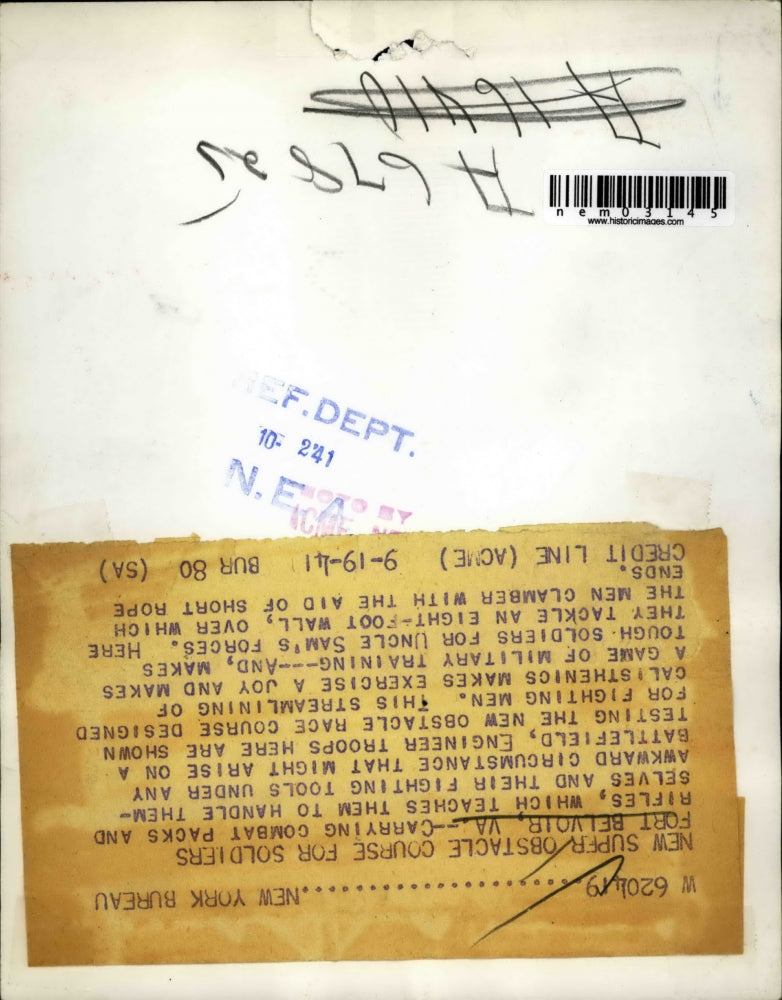 nem03145
www.historicimages.com
REF.DEPT.
10- 2 41
N.E.A.
PHOTO BY
ACME
W 620419........................NEW YORK BUREAU
NEW SUPER OBSTACLE COURSE FOR SOLDIERS
FORT BELVOIR, VA.--CARRYING COMBAT PACKS AND
RIFLES, WHICH TEACHES THEM TO HANDLE THEM-
SELVES AND THEIR FIGHTING TOOLS UNDER ANY
AWKWARD CIRCUMSTANCE THAT MIGHT ARISE ON A
BATTLEFIELD, ENGINEER TROOPS HERE ARE SHOWN
TESTING THE NEW OBSTACLE RACE COURSE DESIGNED
FOR FIGHTING MEN. THIS STREAMLINING OF
CALISTHENICS MAKES EXERCISE A JOY AND MAKES
A GAME OF MILITARY TRAINING---AND, MAKES
TOUGH SOLDIERS FOR UNCLE SAM'S FORCES. HERE
THEY TACKLE AN EIGHT-FOOT WALL, OVER WHICH
THE MEN CLAMBER WITH THE AID OF SHORT ROPE
ENDS.
CREDIT LINE (ACME) 9-19-41 BUR 80 (SA)